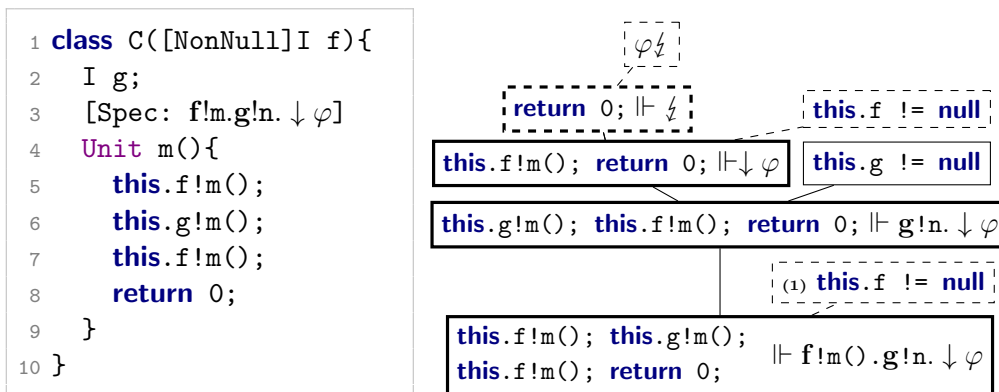 1 class C([NonNull]I f){
2 I g;
3 [Spec: f!m.g!n. ↓ φ]
4 Unit m(){
5 this.f!m();
6 this.g!m();
7 this.f!m();
8 return 0;
9 }
10 }
φ↯
return 0; ⊩ ↯
this.f != null
this.f!m(); return 0; ⊩↓ φ
this.g != null
this.g!m(); this.f!m(); return 0; ⊩ g!n. ↓ φ
(1) this.f != null
this.f!m(); this.g!m();
this.f!m(); return 0;
⊩ f!m().g!n. ↓ φ